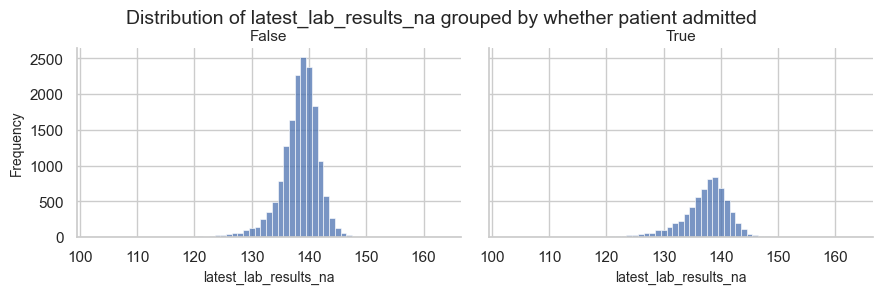 Distribution of latest_lab_results_na grouped by whether patient admitted
False
True
Frequency
2500
2000
1500
1000
500
0
100 110 120 130 140 150 160
100 110 120 130 140 150 160
latest_lab_results_na
latest_lab_results_na